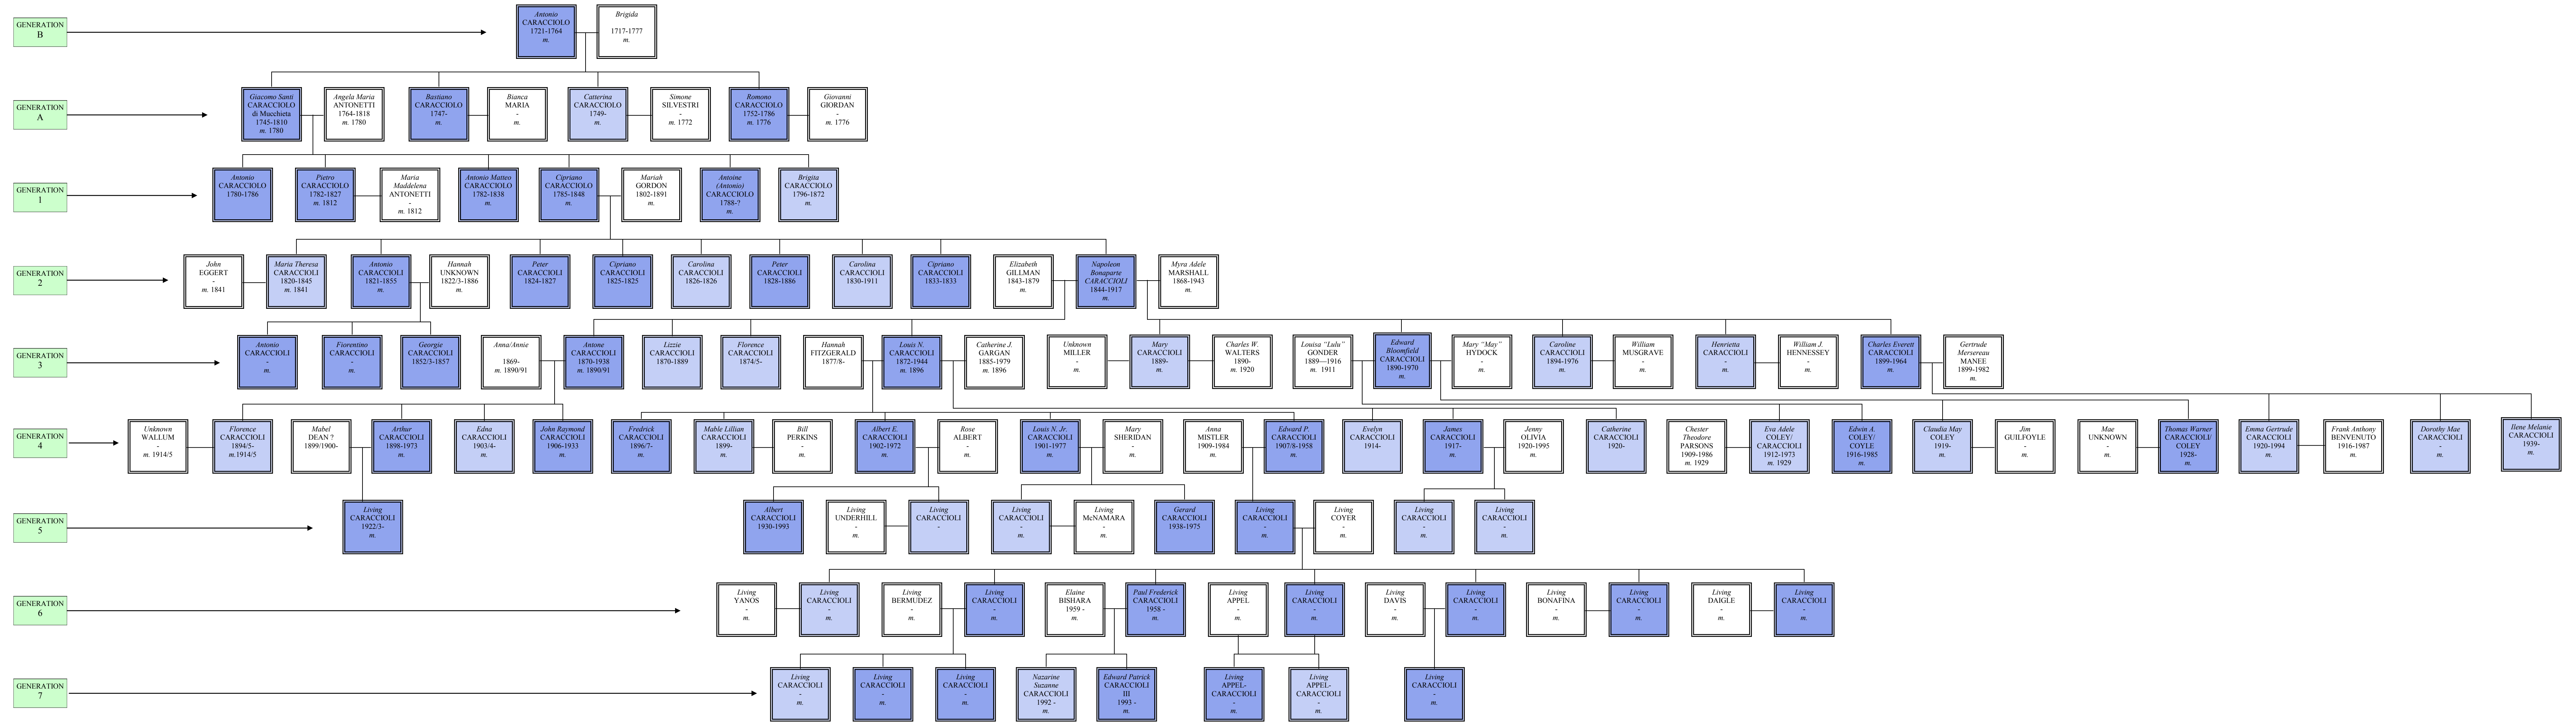 GENERATION
B
Antonio
CARACCIOLO
1721-1764
m.
Brigida
1717-1777
m.
GENERATION
A
Giacomo Santi
CARACCIOLO
di Mucchieta
1745-1810
m. 1780
Angela Maria
ANTONETTI
1764-1818
m. 1780
Bastiano
CARACCIOLO
1747-
m.
Bianca
MARIA
-
m.
Catterina
CARACCIOLO
1749-
m.
Simone
SILVESTRI
-
m. 1772
Romono
CARACCIOLO
1752-1786
m. 1776
Giovanni
GIORDAN
-
m. 1776
GENERATION
1
Antonio
CARACCIOLO
1780-1786
Pietro
CARACCIOLO
1782-1827
m. 1812
Maria
Maddelena
ANTONETTI
-
m. 1812
Antonio Matteo
CARACCIOLO
1782-1838
m.
Cipriano
CARACCIOLO
1785-1848
m.
Mariah
GORDON
1802-1891
m.
Antoine
(Antonio)
CARACCIOLO
1788-?
m.
Brigita
CARACCIOLO
1796-1872
m.
GENERATION
2
John
EGGERT
-
m. 1841
Maria Theresa
CARACCIOLI
1820-1845
m. 1841
Antonio
CARACCIOLI
1821-1855
m.
Hannah
UNKNOWN
1822/3-1886
m.
Peter
CARACCIOLI
1824-1827
Cipriano
CARACCIOLI
1825-1825
Carolina
CARACCIOLI
1826-1826
Peter
CARACCIOLI
1828-1886
Carolina
CARACCIOLI
1830-1911
Cipriano
CARACCIOLI
1833-1833
Elizabeth
GILLMAN
1843-1879
m.
Napoleon
Bonaparte
CARACCIOLI
1844-1917
m.
Myra Adele
MARSHALL
1868-1943
m.
GENERATION
3
Antonio
CARACCIOLI
-
m.
Fiorentino
CARACCIOLI
-
m.
Georgie
CARACCIOLI
1852/3-1857
Anna/Annie
1869-
m. 1890/91
Antone
CARACCIOLI
1870-1938
m. 1890/91
Lizzie
CARACCIOLI
1870-1889
Florence
CARACCIOLI
1874/5-
Hannah
FITZGERALD
1877/8-
Louis N.
CARACCIOLI
1872-1944
m. 1896
Catherine J.
GARGAN
1885-1979
m. 1896
Unknown
MILLER
-
m.
Mary
CARACCIOLI
1889-
m.
Charles W.
WALTERS
1890-
m. 1920
Louisa “Lulu”
GONDER
1889—1916
m. 1911
Edward
Bloomfield
CARACCIOLI
1890-1970
m.
Mary “May”
HYDOCK
-
m.
Caroline
CARACCIOLI
1894-1976
m.
William
MUSGRAVE
-
m.
Henrietta
CARACCIOLI
-
m.
William J.
HENNESSEY
-
m.
Charles Everett
CARACCIOLI
1899-1964
m.
Gertrude
Mersereau
MANEE
1899-1982
m.
GENERATION
4
Unknown
WALLUM
-
m. 1914/5
Florence
CARACCIOLI
1894/5-
m.1914/5
Mabel
DEAN ?
1899/1900-
Arthur
CARACCIOLI
1898-1973
m.
Edna
CARACCIOLI
1903/4-
m.
John Raymond
CARACCIOLI
1906-1933
m.
Fredrick
CARACCIOLI
1896/7-
m.
Mable Lillian
CARACCIOLI
1899-
m.
Bill
PERKINS
-
m.
Albert E.
CARACCIOLI
1902-1972
m.
Rose
ALBERT
-
m.
Louis N. Jr.
CARACCIOLI
1901-1977
m.
Mary
SHERIDAN
-
m.
Anna
MISTLER
1909-1984
m.
Edward P.
CARACCIOLI
1907/8-1958
m.
Evelyn
CARACCIOLI
1914-
James
CARACCIOLI
1917-
m.
Jenny
OLIVIA
1920-1995
m.
Catherine
CARACCIOLI
1920-
Chester
Theodore
PARSONS
1909-1986
m. 1929
Eva Adele
COLEY/
CARACCIOLI
1912-1973
m. 1929
Edwin A.
COLEY/
COYLE
1916-1985
m.
Claudia May
COLEY
1919-
m.
Jim
GUILFOYLE
-
m.
Mae
UNKNOWN
-
m.
Thomas Warner
CARACCIOLI/
COLEY
1928-
m.
Emma Gertrude
CARACCIOLI
1920-1994
m.
Frank Anthony
BENVENUTO
1916-1987
m.
Dorothy Mae
CARACCIOLI
-
m.
Ilene Melanie
CARACCIOLI
1939-
m.
GENERATION
5
Living
CARACCIOLI
1922/3-
m.
Albert
CARACCIOLI
1930-1993
Living
UNDERHILL
-
m.
Living
CARACCIOLI
-
m.
Living
CARACCIOLI
-
m.
Living
McNAMARA
-
m.
Gerard
CARACCIOLI
1938-1975
Living
CARACCIOLI
-
m.
Living
COYER
-
m.
Living
CARACCIOLI
-
m.
Living
CARACCIOLI
-
m.
GENERATION
6
Living
YANOS
-
m.
Living
CARACCIOLI
-
m.
Living
BERMUDEZ
-
m.
Living
CARACCIOLI
-
m.
Elaine
BISHARA
1959 -
m.
Paul Frederick
CARACCIOLI
1958 -
m.
Living
APPEL
-
m.
Living
CARACCIOLI
-
m.
Living
DAVIS
-
m.
Living
CARACCIOLI
-
m.
Living
BONAFINA
-
m.
Living
CARACCIOLI
-
m.
Living
DAIGLE
-
m.
Living
CARACCIOLI
-
m.
GENERATION
7
Living
CARACCIOLI
-
m.
Living
CARACCIOLI
-
m.
Living
CARACCIOLI
-
m.
Nazarine
Suzanne
CARACCIOLI
1992 -
m.
Edward Patrick
CARACCIOLI
III
1993 -
m.
Living
APPEL-
CARACCIOLI
-
m.
Living
APPEL-
CARACCIOLI
-
m.
Living
CARACCIOLI
-
m.